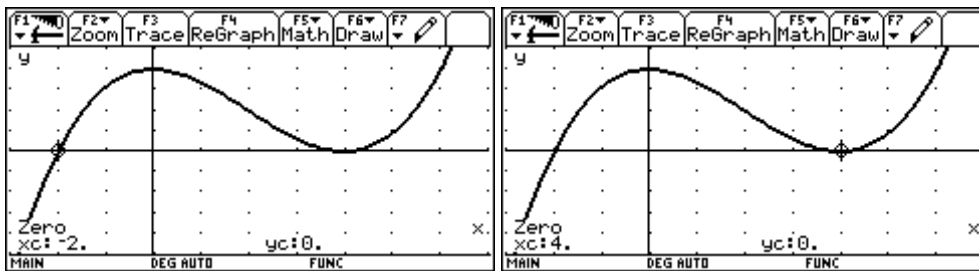 F1 F2 F3 F4 F5 F6 F7
Zoom Trace ReGraph Math Draw
y
Zero
x
xc:-2. yc:0.
MAIN DEG AUTO FUNC
F1 F2 F3 F4 F5 F6 F7
Zoom Trace ReGraph Math Draw
y
Zero
x
xc:4. yc:0.
MAIN DEG AUTO FUNC